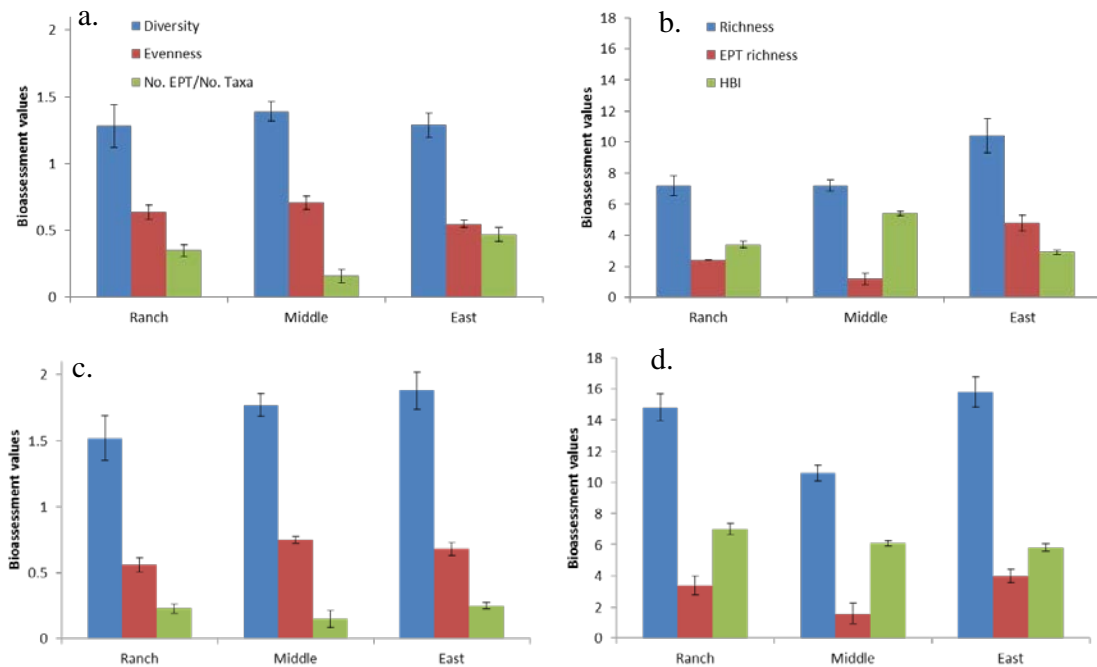 a.
Diversity
Evenness
No. EPT/No. Taxa
Bioassessment values
2
1.5
1
0.5
0
Ranch Middle East
b.
Richness
EPT richness
HBI
Bioassessment values
18
16
14
12
10
8
6
4
2
0
Ranch Middle East
c.
Bioassessment values
2
1.5
1
0.5
0
Ranch Middle East
d.
Bioassessment values
18
16
14
12
10
8
6
4
2
0
Ranch Middle East